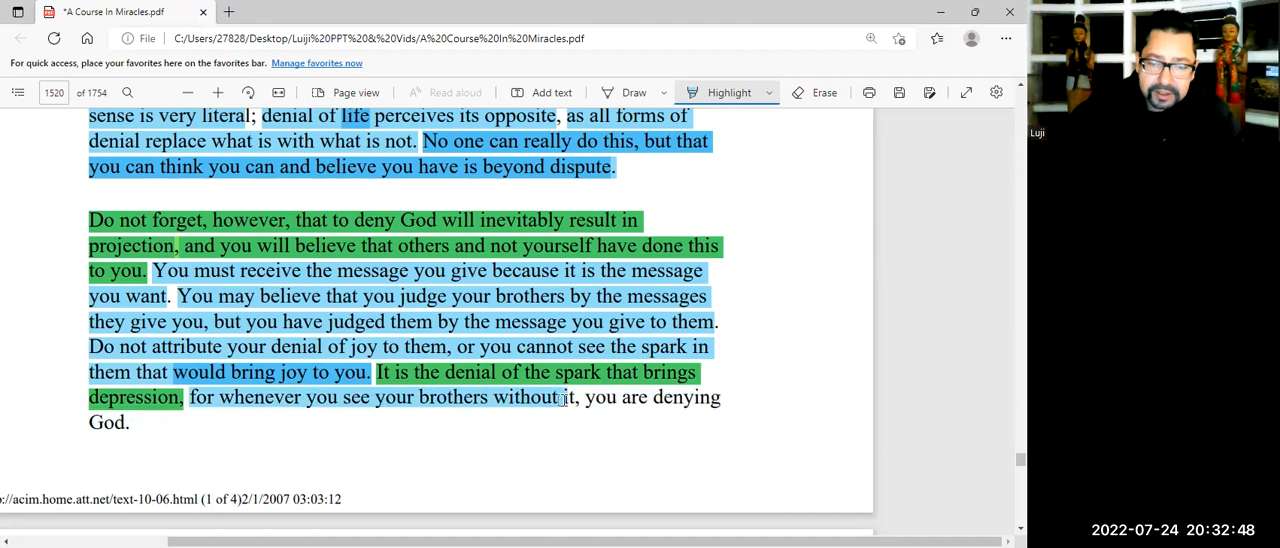 *A Course In Miracles.pdf
File
C:/Users/27828/Desktop/Luiji%20PPT%20&%20Vids/A%20Course%20In%20Miracles.pdf
For quick access, place your favorites here on the favorites bar. Manage favorites now
1520 of 1754
Page view
Read aloud
Add text
Draw
Highlight
Erase
sense is very literal; denial of life perceives its opposite, as all forms of
denial replace what is with what is not. No one can really do this, but that
you can think you can and believe you have is beyond dispute.
Do not forget, however, that to deny God will inevitably result in
projection, and you will believe that others and not yourself have done this
to you. You must receive the message you give because it is the message
you want. You may believe that you judge your brothers by the messages
they give you, but you have judged them by the message you give to them.
Do not attribute your denial of joy to them, or you cannot see the spark in
them that would bring joy to you. It is the denial of the spark that brings
depression, for whenever you see your brothers without it, you are denying
God.
://acim.home.att.net/text-10-06.html (1 of 4)2/1/2007 03:03:12
Luji
2022-07-24 20:32:48